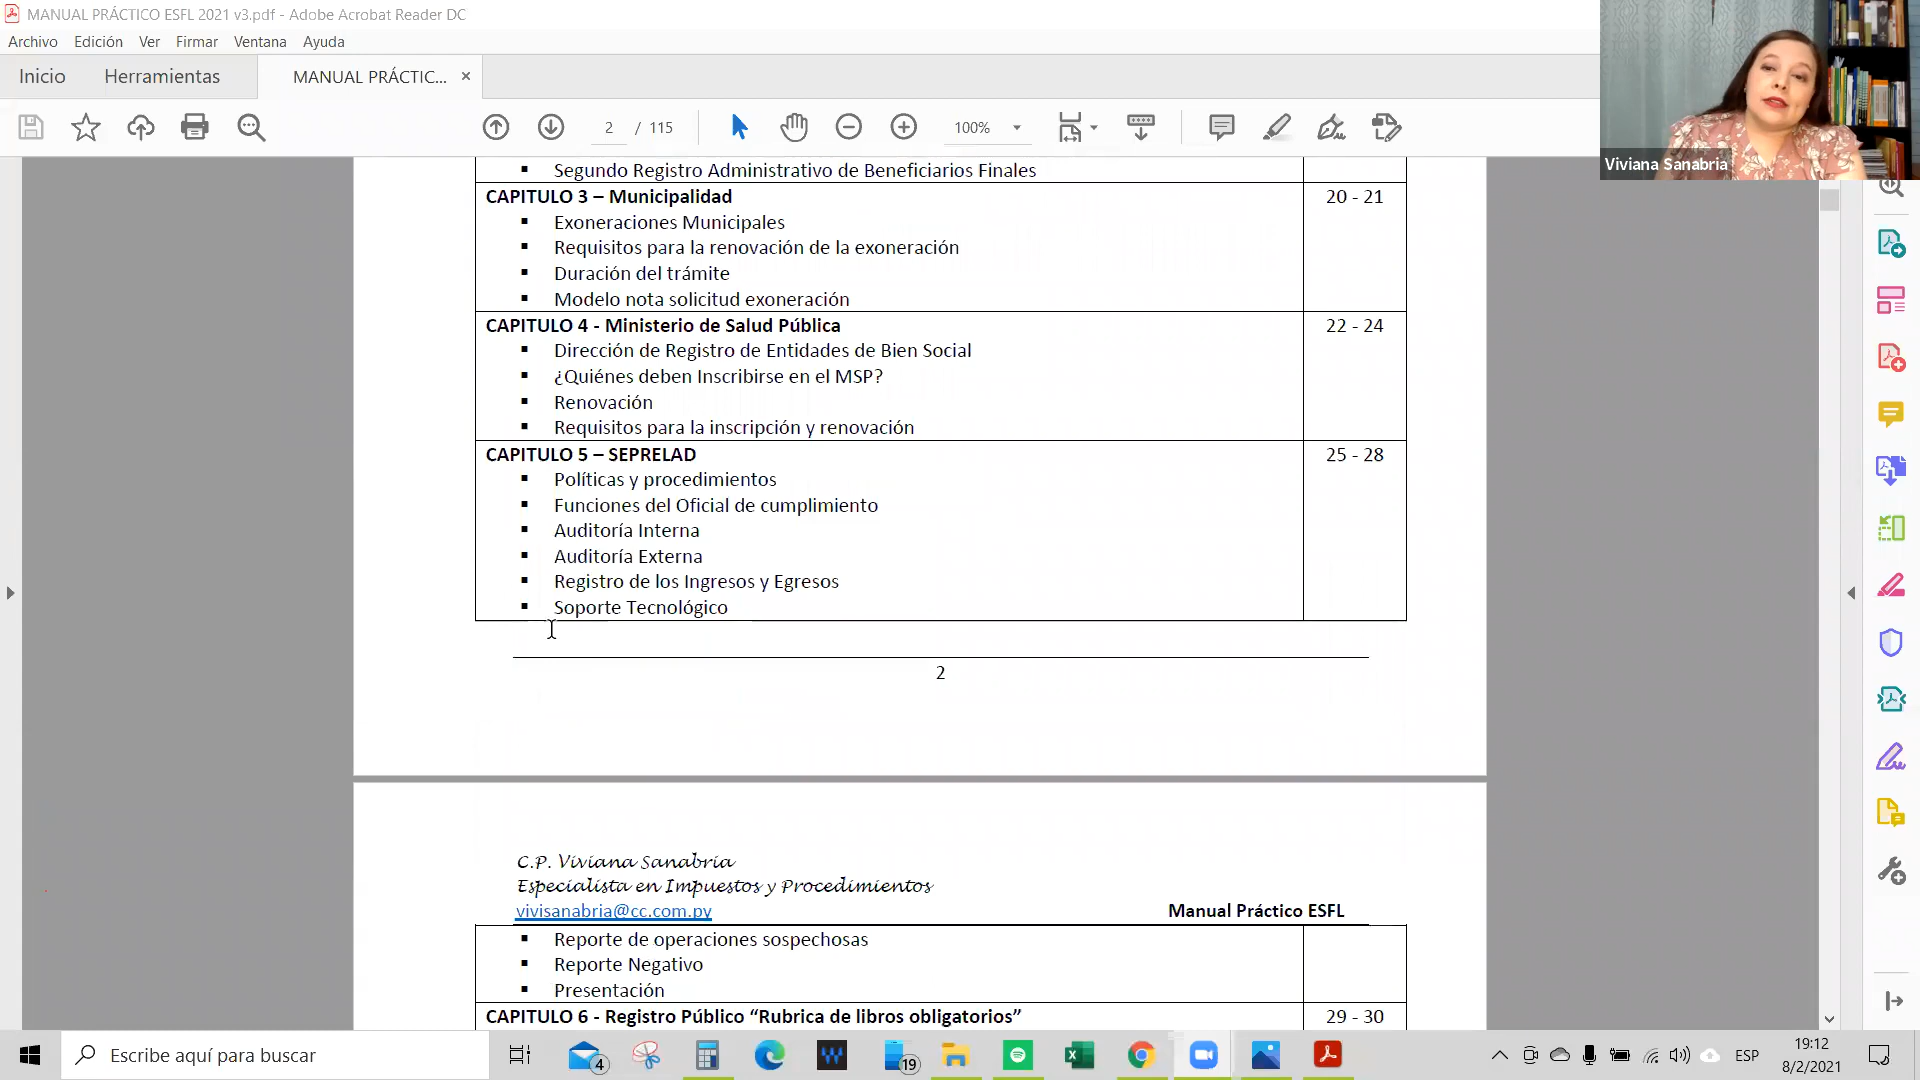 MANUAL PRÁCTICO ESFL 2021 v3.pdf - Adobe Acrobat Reader DC
Archivo Edición Ver Firmar Ventana Ayuda
Inicio Herramientas MANUAL PRÁCTIC... ×
2 / 115 100%
Viviana Sanabria
Segundo Registro Administrativo de Beneficiarios Finales
CAPITULO 3 – Municipalidad 20 - 21
Exoneraciones Municipales
Requisitos para la renovación de la exoneración
Duración del trámite
Modelo nota solicitud exoneración
CAPITULO 4 - Ministerio de Salud Pública 22 - 24
Dirección de Registro de Entidades de Bien Social
¿Quiénes deben Inscribirse en el MSP?
Renovación
Requisitos para la inscripción y renovación
CAPITULO 5 – SEPRELAD 25 - 28
Políticas y procedimientos
Funciones del Oficial de cumplimiento
Auditoría Interna
Auditoría Externa
Registro de los Ingresos y Egresos
Soporte Tecnológico
2
C.P. Viviana Sanabria
Especialista en Impuestos y Procedimientos
vivisanabria@cc.com.py Manual Práctico ESFL
Reporte de operaciones sospechosas
Reporte Negativo
Presentación
CAPITULO 6 - Registro Público “Rubrica de libros obligatorios” 29 - 30
Escribe aquí para buscar 4 19 ESP 19:12
8/2/2021